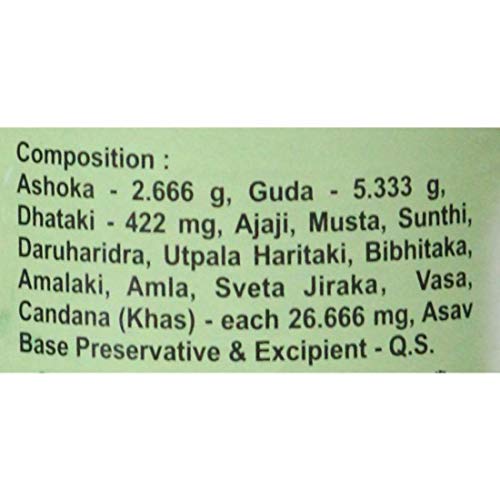 Composition :
Ashoka - 2.666 g, Guda - 5.333 g,
Dhataki - 422 mg, Ajaji, Musta, Sunthi,
Daruharidra, Utpala Haritaki, Bibhitaka,
Amalaki, Amla, Sveta Jiraka, Vasa,
Candana (Khas) - each 26.666 mg, Asav
Base Preservative & Excipient - Q.S.